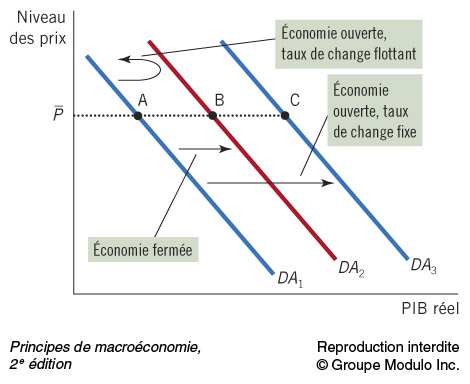 Niveau
des prix
Économie ouverte,
taux de change flottant
Économie
ouverte, taux
de change fixe
P̅
A
B
C
Économie fermée
DA₁
DA₂
DA₃
PIB réel
Principes de macroéconomie,
2ᵉ édition
Reproduction interdite
© Groupe Modulo Inc.